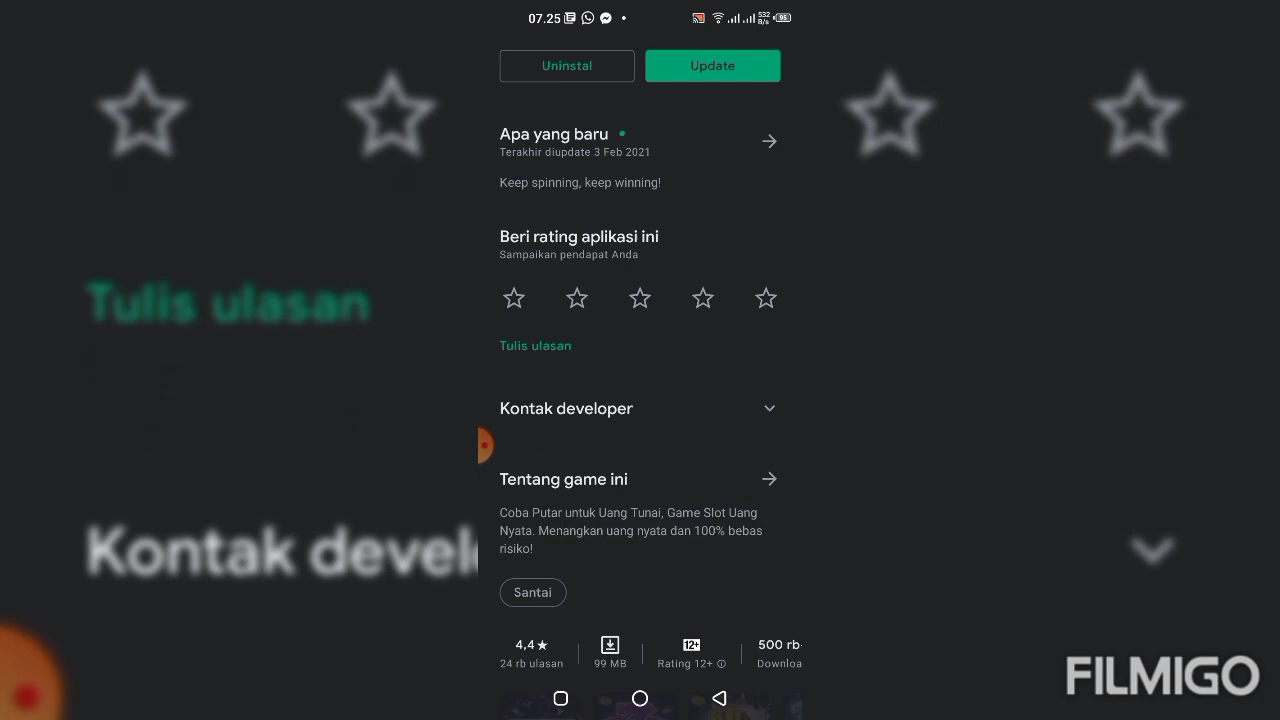 07.25
532
B/s
95
Uninstal
Update
Apa yang baru
Terakhir diupdate 3 Feb 2021
Keep spinning, keep winning!
Beri rating aplikasi ini
Sampaikan pendapat Anda
Tulis ulasan
Kontak developer
Tentang game ini
Coba Putar untuk Uang Tunai, Game Slot Uang
Nyata. Menangkan uang nyata dan 100% bebas
risiko!
Santai
4,4★
12+
500 rb
24 rb ulasan
99 MB
Rating 12+
Downloa
Tulis ulasan
Kontak devel
FILMIGO